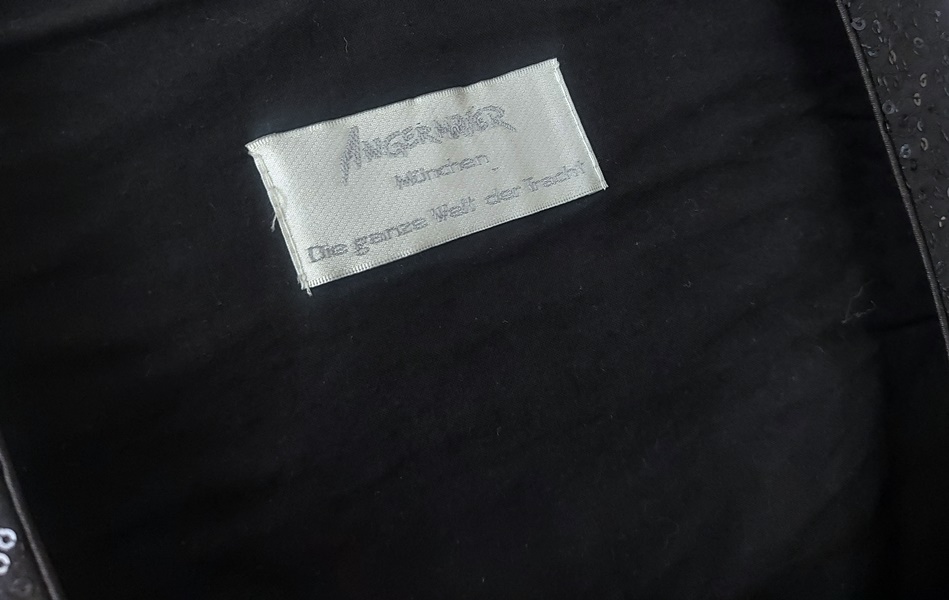 ANGERMAIER
München
Die ganze Welt der Tracht